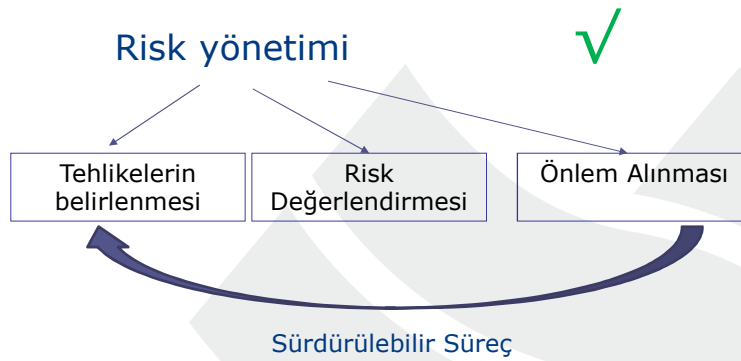 Risk yönetimi
√
Tehlikelerin
belirlenmesi
Risk
Değerlendirmesi
Önlem Alınması
Sürdürülebilir Süreç